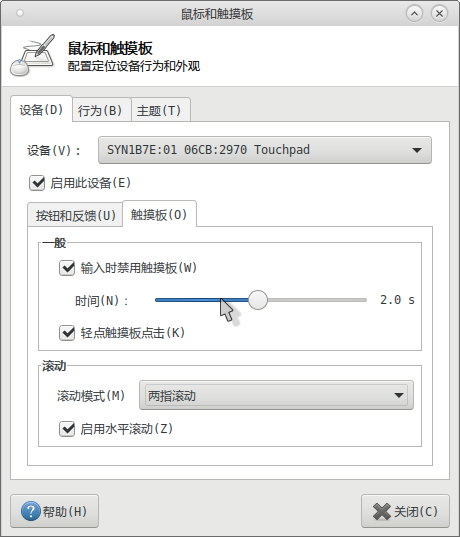 鼠标和触摸板
鼠标和触摸板
配置定位设备行为和外观
设备(D) 行为(B) 主题(T)
设备(V)： SYN1B7E:01 06CB:2970 Touchpad
启用此设备(E)
按钮和反馈(U) 触摸板(O)
一般
输入时禁用触摸板(W)
时间(N)： 2.0 s
轻点触摸板点击(K)
滚动
滚动模式(M) 两指滚动
启用水平滚动(Z)
帮助(H) 关闭(C)